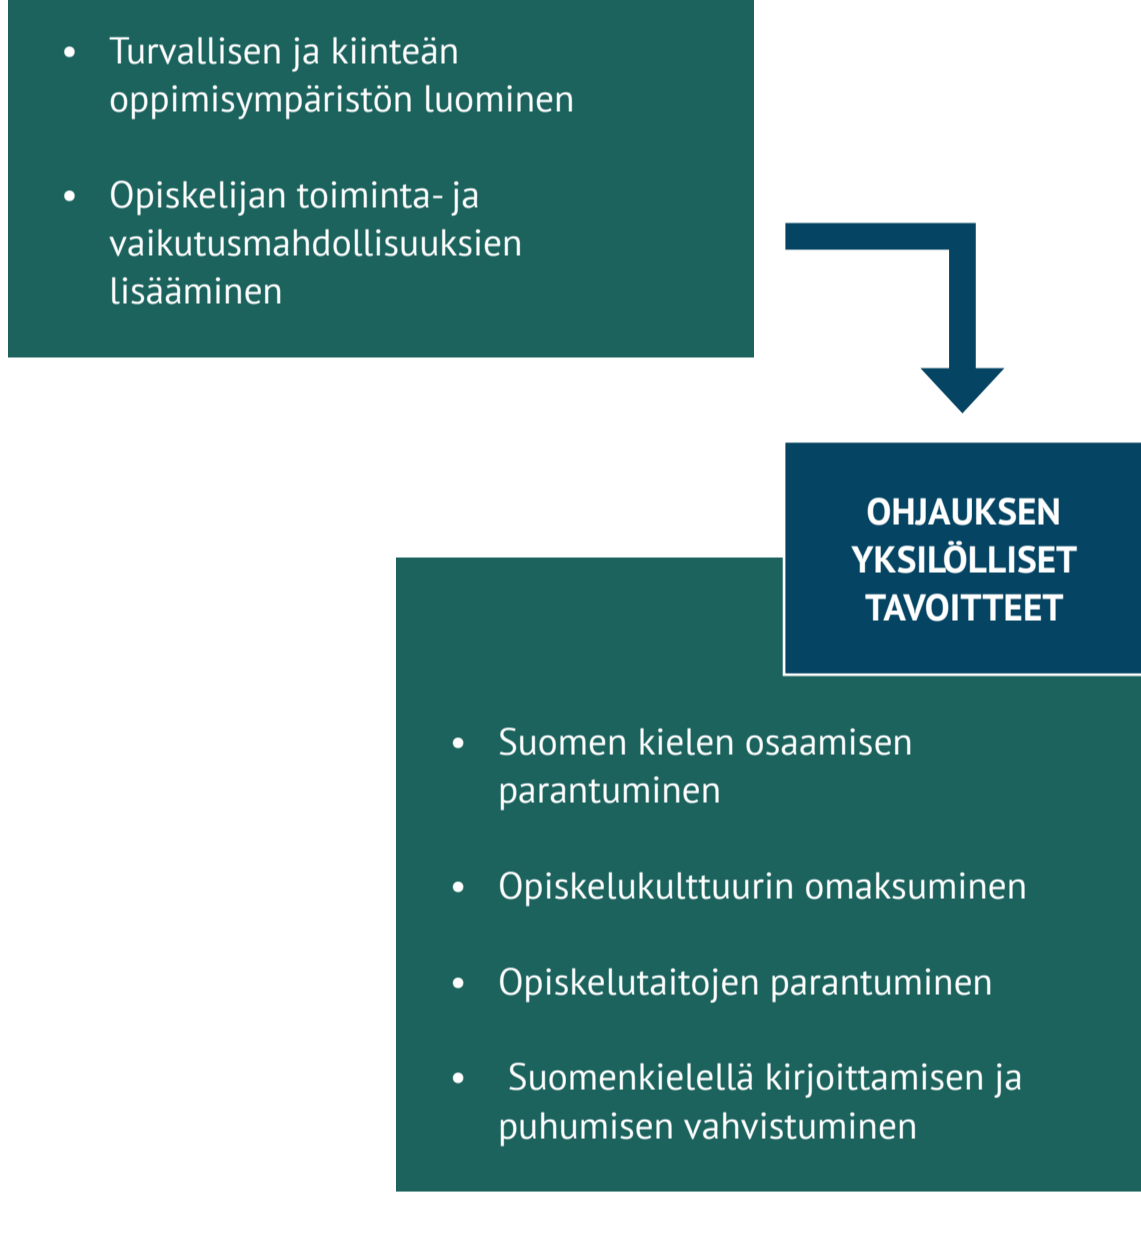 • Turvallisen ja kiinteän
oppimisympäristön luominen
• Opiskelijan toiminta- ja
vaikutusmahdollisuuksien
lisääminen
OHJAUKSEN
YKSILÖLLISET
TAVOITTEET
• Suomen kielen osaamisen
parantuminen
• Opiskelukulttuurin omaksuminen
• Opiskelutaitojen parantuminen
• Suomenkielellä kirjoittamisen ja
puhumisen vahvistuminen